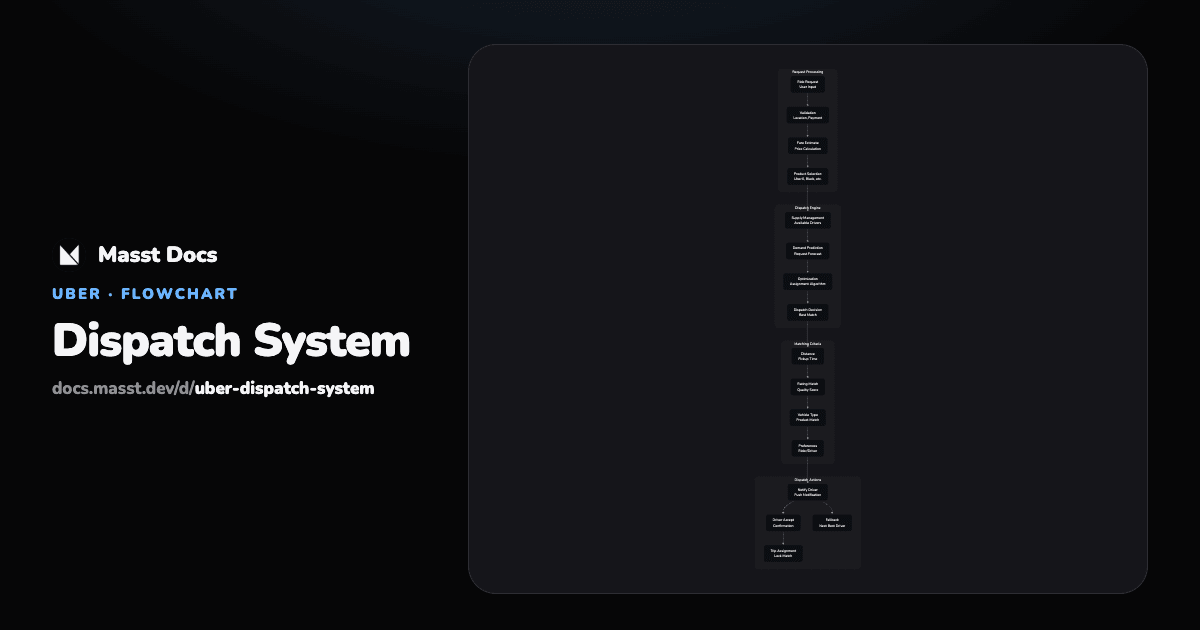 Masst Docs
UBER · FLOWCHART
Dispatch System
docs.masst.dev/d/uber-dispatch-system
Request Processing
Ride Request
User Input
Validation
Location, Payment
Fare Estimate
Price Calculation
Product Selection
UberX, Black, etc.
Dispatch Engine
Supply Management
Available Drivers
Demand Prediction
Request Forecast
Optimization
Assignment Algorithm
Dispatch Decision
Best Match
Matching Criteria
Distance
Pickup Time
Rating Match
Quality Score
Vehicle Type
Product Match
Preferences
Rider/Driver
Dispatch Actions
Notify Driver
Push Notification
Driver Accept
Confirmation
Fallback
Next Best Driver
Trip Assignment
Lock Match